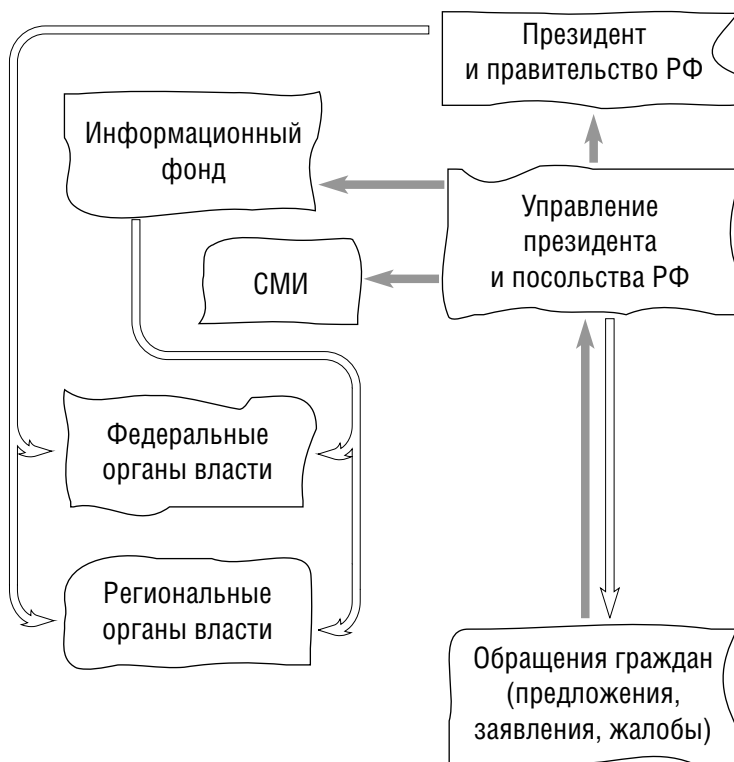 Президент
и правительство РФ
Информационный
фонд
Управление
президента
и посольства РФ
СМИ
Федеральные
органы власти
Региональные
органы власти
Обращения граждан
(предложения,
заявления, жалобы)